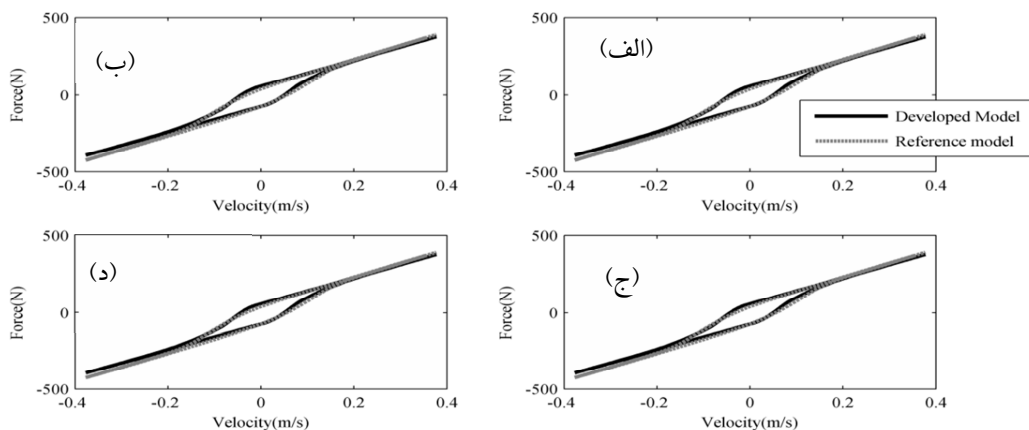 (ب)
500
0
-500
Force(N)
-0.4 -0.2 0 0.2 0.4
Velocity(m/s)
(الف)
500
0
-500
Force(N)
-0.4 -0.2 0 0.2 0.4
Velocity(m/s)
Developed Model
Reference model
(د)
500
0
-500
Force(N)
-0.4 -0.2 0 0.2 0.4
Velocity(m/s)
(ج)
500
0
-500
Force(N)
-0.4 -0.2 0 0.2 0.4
Velocity(m/s)